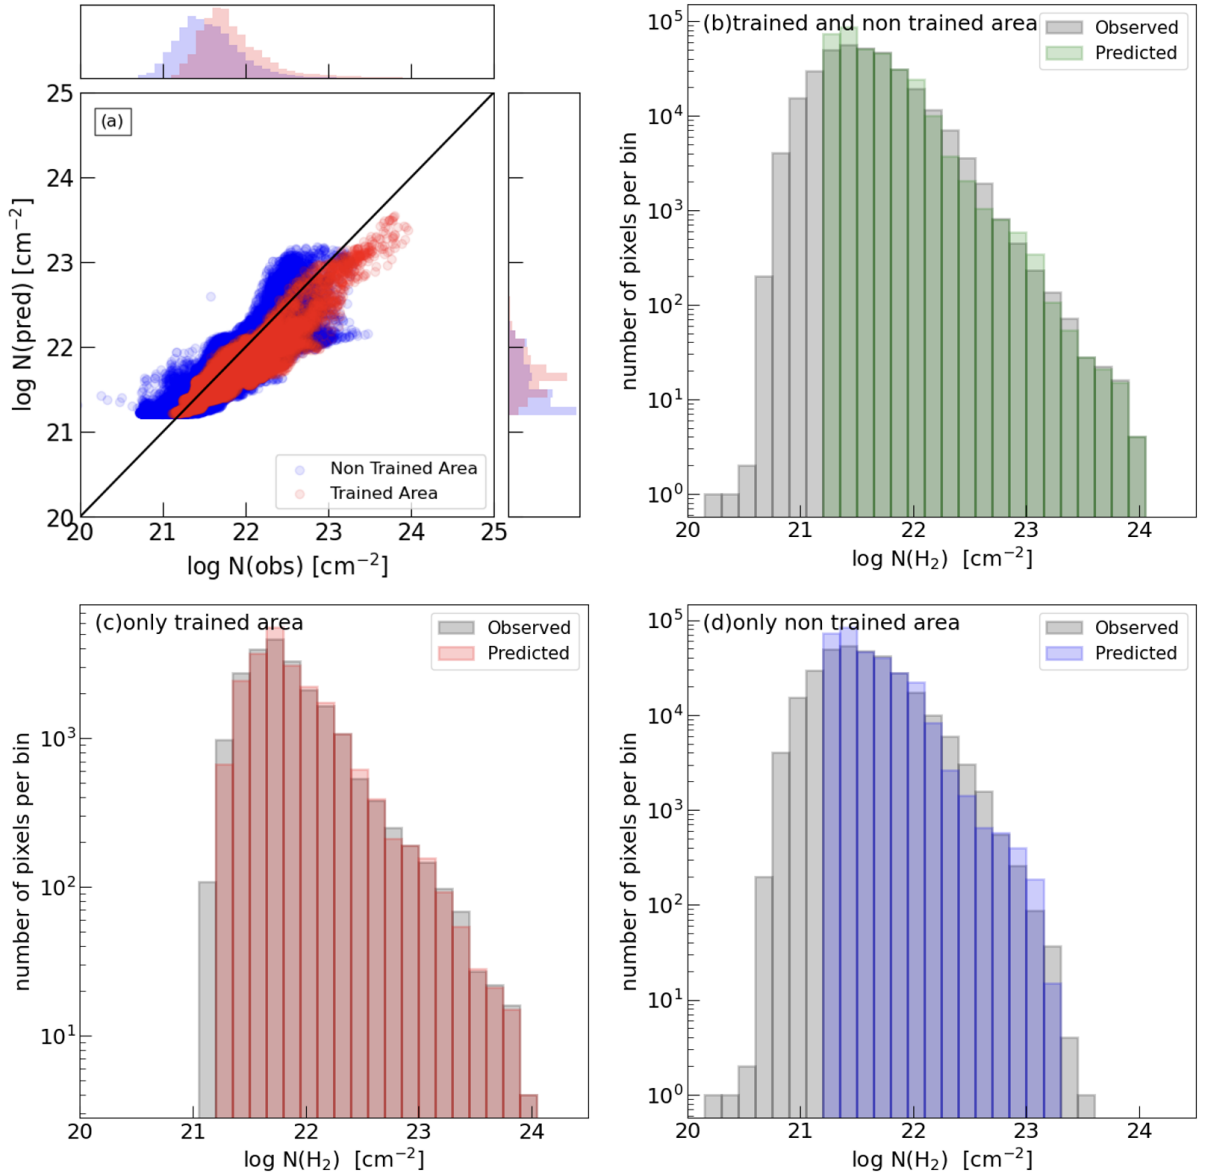 (a)
25
24
23
22
21
20
20
21
22
23
24
25
log N(pred) [cm⁻²]
log N(obs) [cm⁻²]
Non Trained Area
Trained Area
(b)trained and non trained area
Observed
Predicted
10⁵
10⁴
10³
10²
10¹
10⁰
number of pixels per bin
20
21
22
23
24
log N(H₂) [cm⁻²]
(c)only trained area
Observed
Predicted
10³
10²
10¹
number of pixels per bin
20
21
22
23
24
log N(H₂) [cm⁻²]
(d)only non trained area
Observed
Predicted
10⁵
10⁴
10³
10²
10¹
10⁰
number of pixels per bin
20
21
22
23
24
log N(H₂) [cm⁻²]